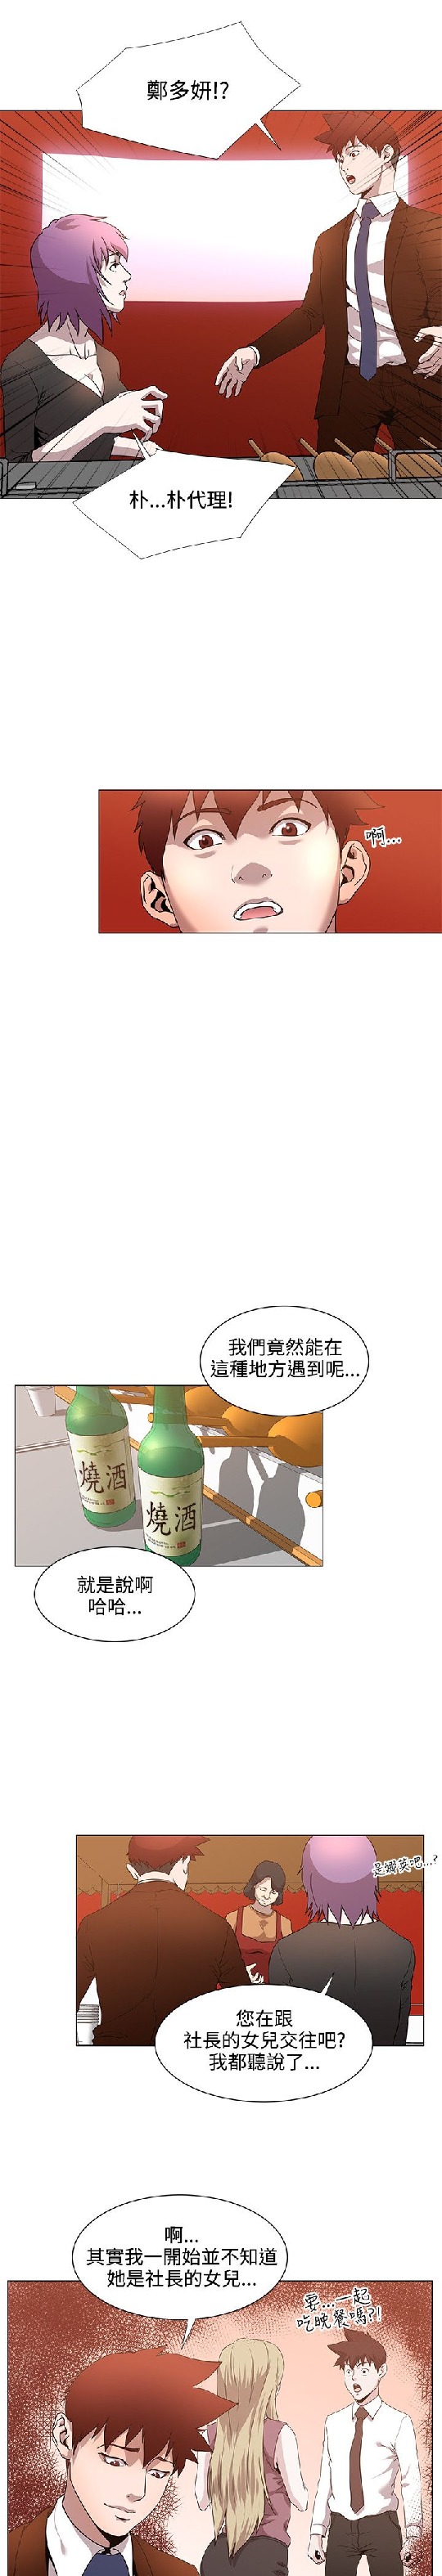 鄭多妍!?
朴...朴代理!
啊...
我們竟然能在
這種地方遇到呢...
燒酒
燒酒
就是說啊
哈哈...
是娜英吧...?
您在跟
社長的女兒交往吧?
我都聽說了...
啊...
其實我一開始並不知道
她是社長的女兒...
要...一起
吃晚餐嗎?!